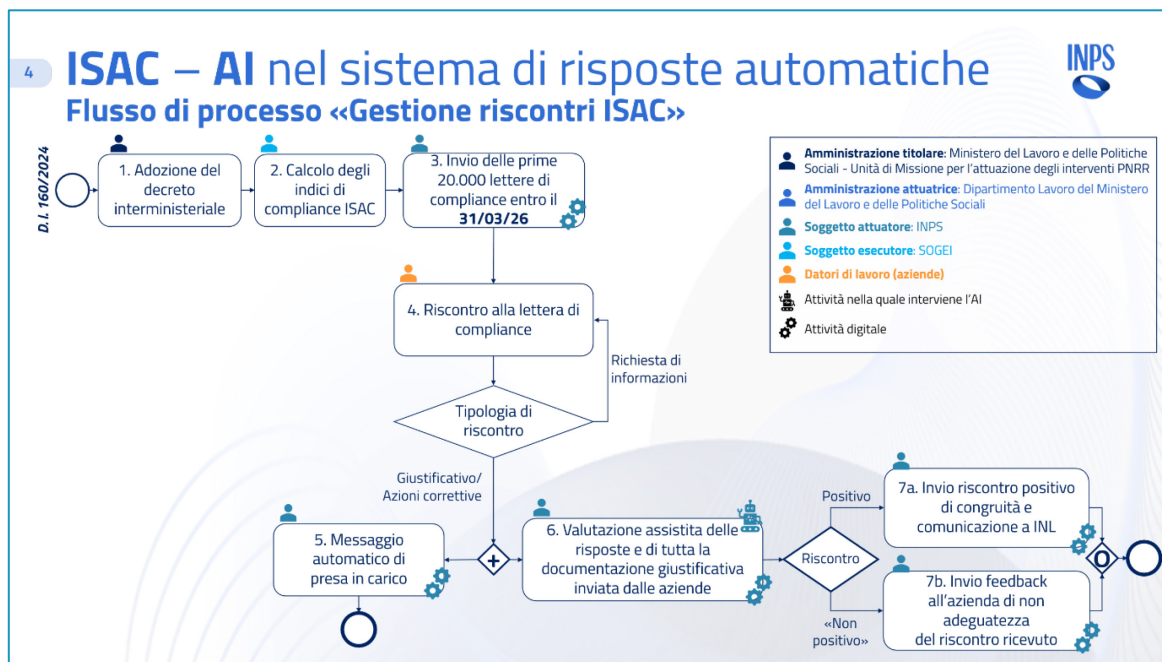 4
ISAC – AI nel sistema di risposte automatiche
Flusso di processo «Gestione riscontri ISAC»
INPS
D.I. 160/2024
1. Adozione del
decreto
interministeriale
2. Calcolo degli
indici di
compliance ISAC
3. Invio delle prime
20.000 lettere di
compliance entro il
31/03/26
Amministrazione titolare: Ministero del Lavoro e delle Politiche
Sociali - Unità di Missione per l'attuazione degli interventi PNRR
Amministrazione attuatrice: Dipartimento Lavoro del Ministero
del Lavoro e delle Politiche Sociali
Soggetto attuatore: INPS
Soggetto esecutore: SOGEI
Datori di lavoro (aziende)
Attività nella quale interviene l'AI
Attività digitale
4. Riscontro alla lettera di
compliance
Richiesta di
informazioni
Tipologia di
riscontro
Giustificativo/
Azioni correttive
5. Messaggio
automatico di
presa in carico
6. Valutazione assistita delle
risposte e di tutta la
documentazione giustificativa
inviata dalle aziende
Riscontro
Positivo
7a. Invio riscontro positivo
di congruità e
comunicazione a INL
«Non
positivo»
7b. Invio feedback
all'azienda di non
adeguatezza
del riscontro ricevuto